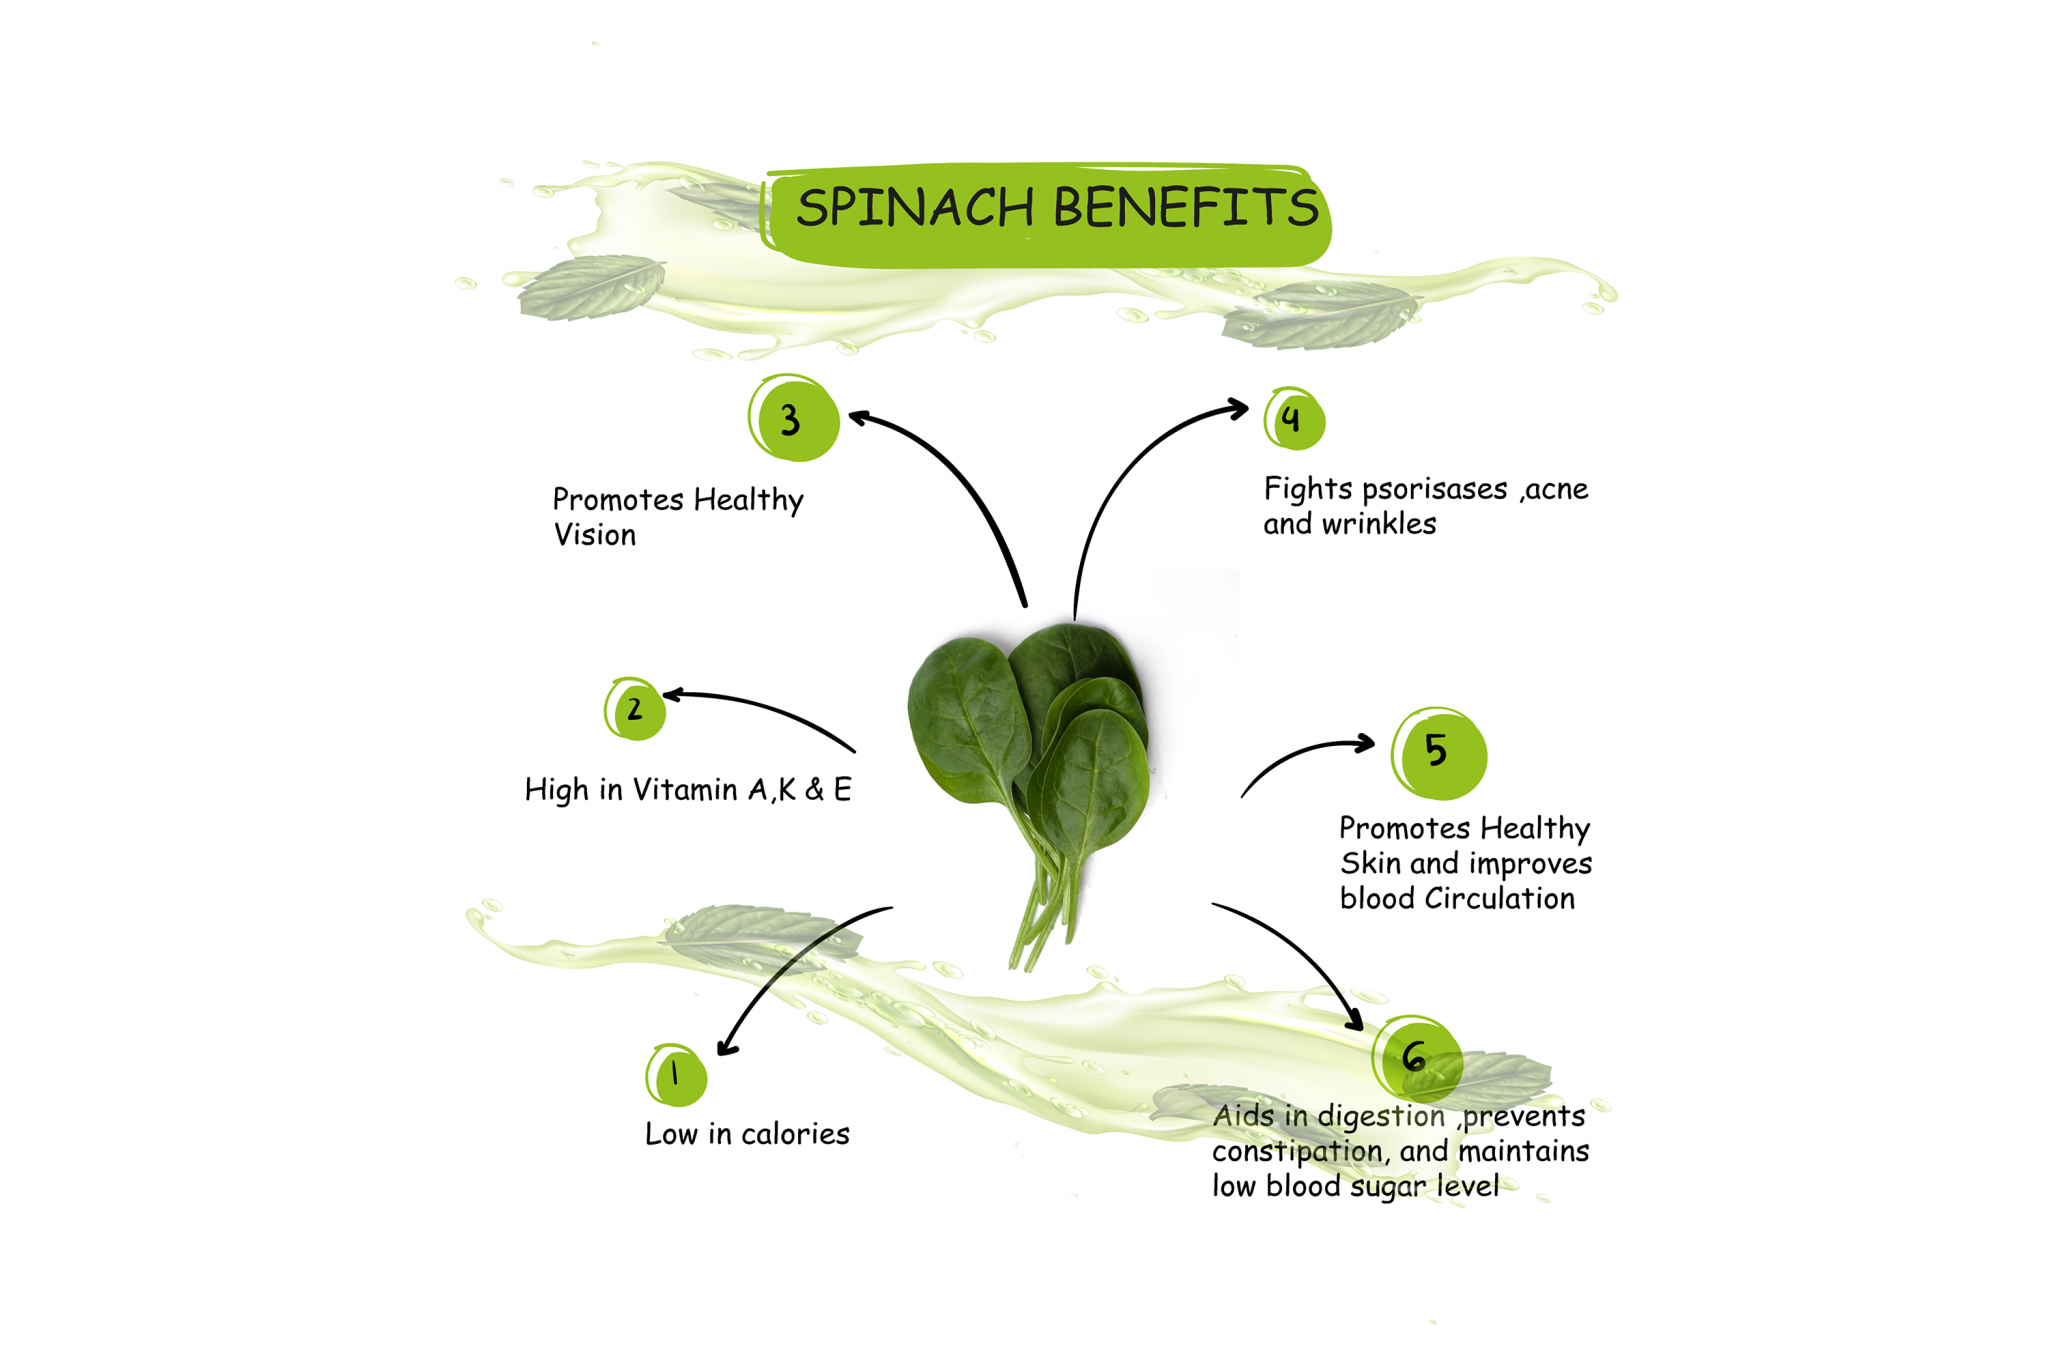 SPINACH BENEFITS
3
Promotes Healthy
Vision
4
Fights psorisases ,acne
and wrinkles
2
High in Vitamin A,K & E
5
Promotes Healthy
Skin and improves
blood Circulation
1
Low in calories
6
Aids in digestion ,prevents
constipation, and maintains
low blood sugar level